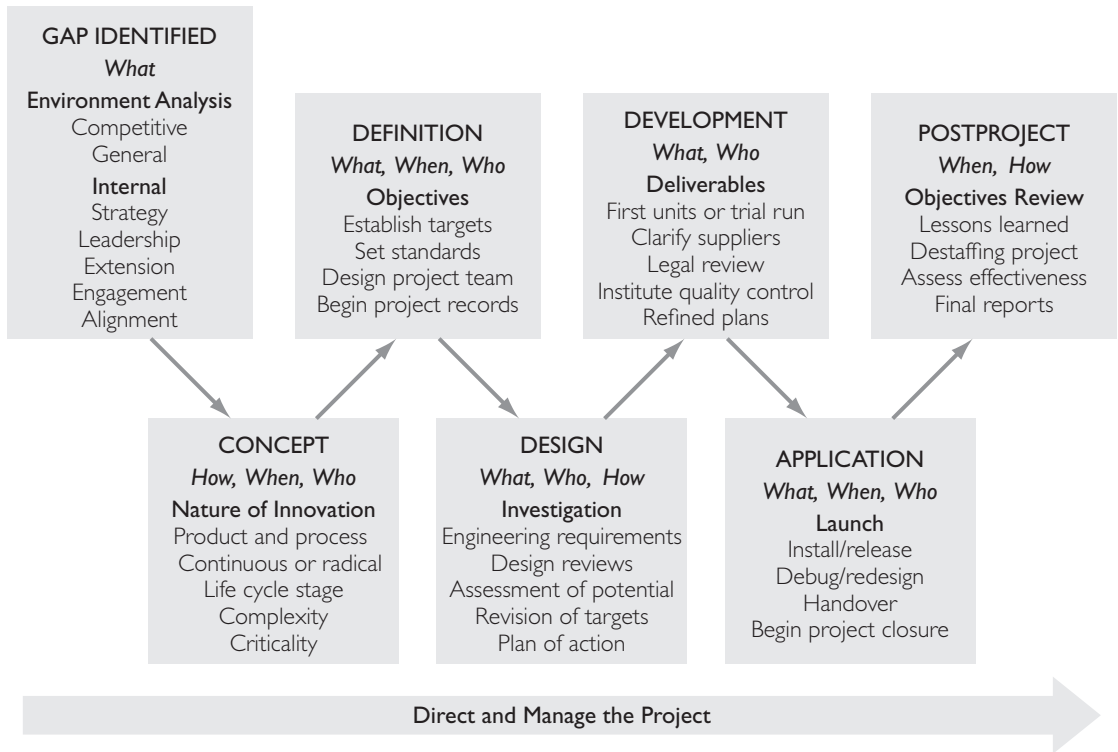 GAP IDENTIFIED
What
Environment Analysis
Competitive
General
Internal
Strategy
Leadership
Extension
Engagement
Alignment
CONCEPT
How, When, Who
Nature of Innovation
Product and process
Continuous or radical
Life cycle stage
Complexity
Criticality
DEFINITION
What, When, Who
Objectives
Establish targets
Set standards
Design project team
Begin project records
DESIGN
What, Who, How
Investigation
Engineering requirements
Design reviews
Assessment of potential
Revision of targets
Plan of action
DEVELOPMENT
What, Who
Deliverables
First units or trial run
Clarify suppliers
Legal review
Institute quality control
Refined plans
APPLICATION
What, When, Who
Launch
Install/release
Debug/redesign
Handover
Begin project closure
POSTPROJECT
When, How
Objectives Review
Lessons learned
Destaffing project
Assess effectiveness
Final reports
Direct and Manage the Project